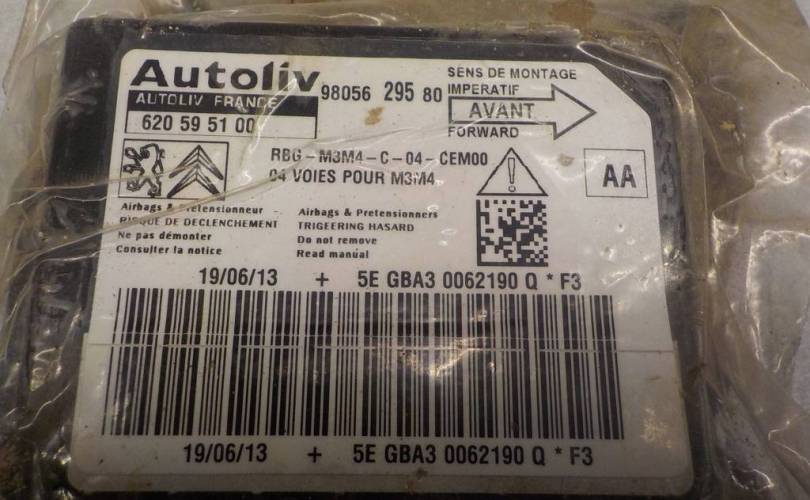 Autoliv
AUTOLIV FRANCE
620 59 51 00
98056 295 80
SENS DE MONTAGE
IMPERATIF
AVANT
FORWARD
RBG - M3M4 - C - 04 - CEM00
04 VOIES POUR M3M4
AA
Airbags & Pretensionneur
RISQUE DE DECLENCHEMENT
Ne pas démonter
Consulter la notice
Airbags & Pretensionners
TRIGEERING HASARD
Do not remove
Read manual
19/06/13 + 5E GBA3 0062190 Q * F3
19/06/13 + 5E GBA3 0062190 Q * F3